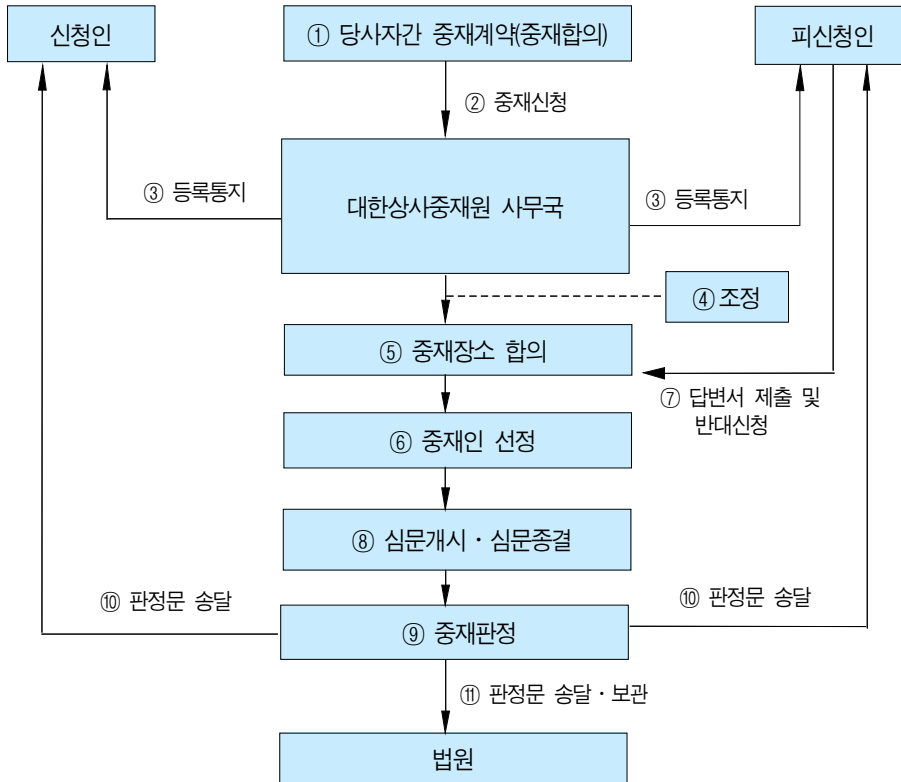 신청인
① 당사자간 중재계약(중재합의)
피신청인
② 중재신청
③ 등록통지
대한상사중재원 사무국
③ 등록통지
④ 조정
⑤ 중재장소 합의
⑦ 답변서 제출 및
반대신청
⑥ 중재인 선정
⑧ 심문개시 · 심문종결
⑩ 판정문 송달
⑩ 판정문 송달
⑨ 중재판정
⑪ 판정문 송달 · 보관
법원